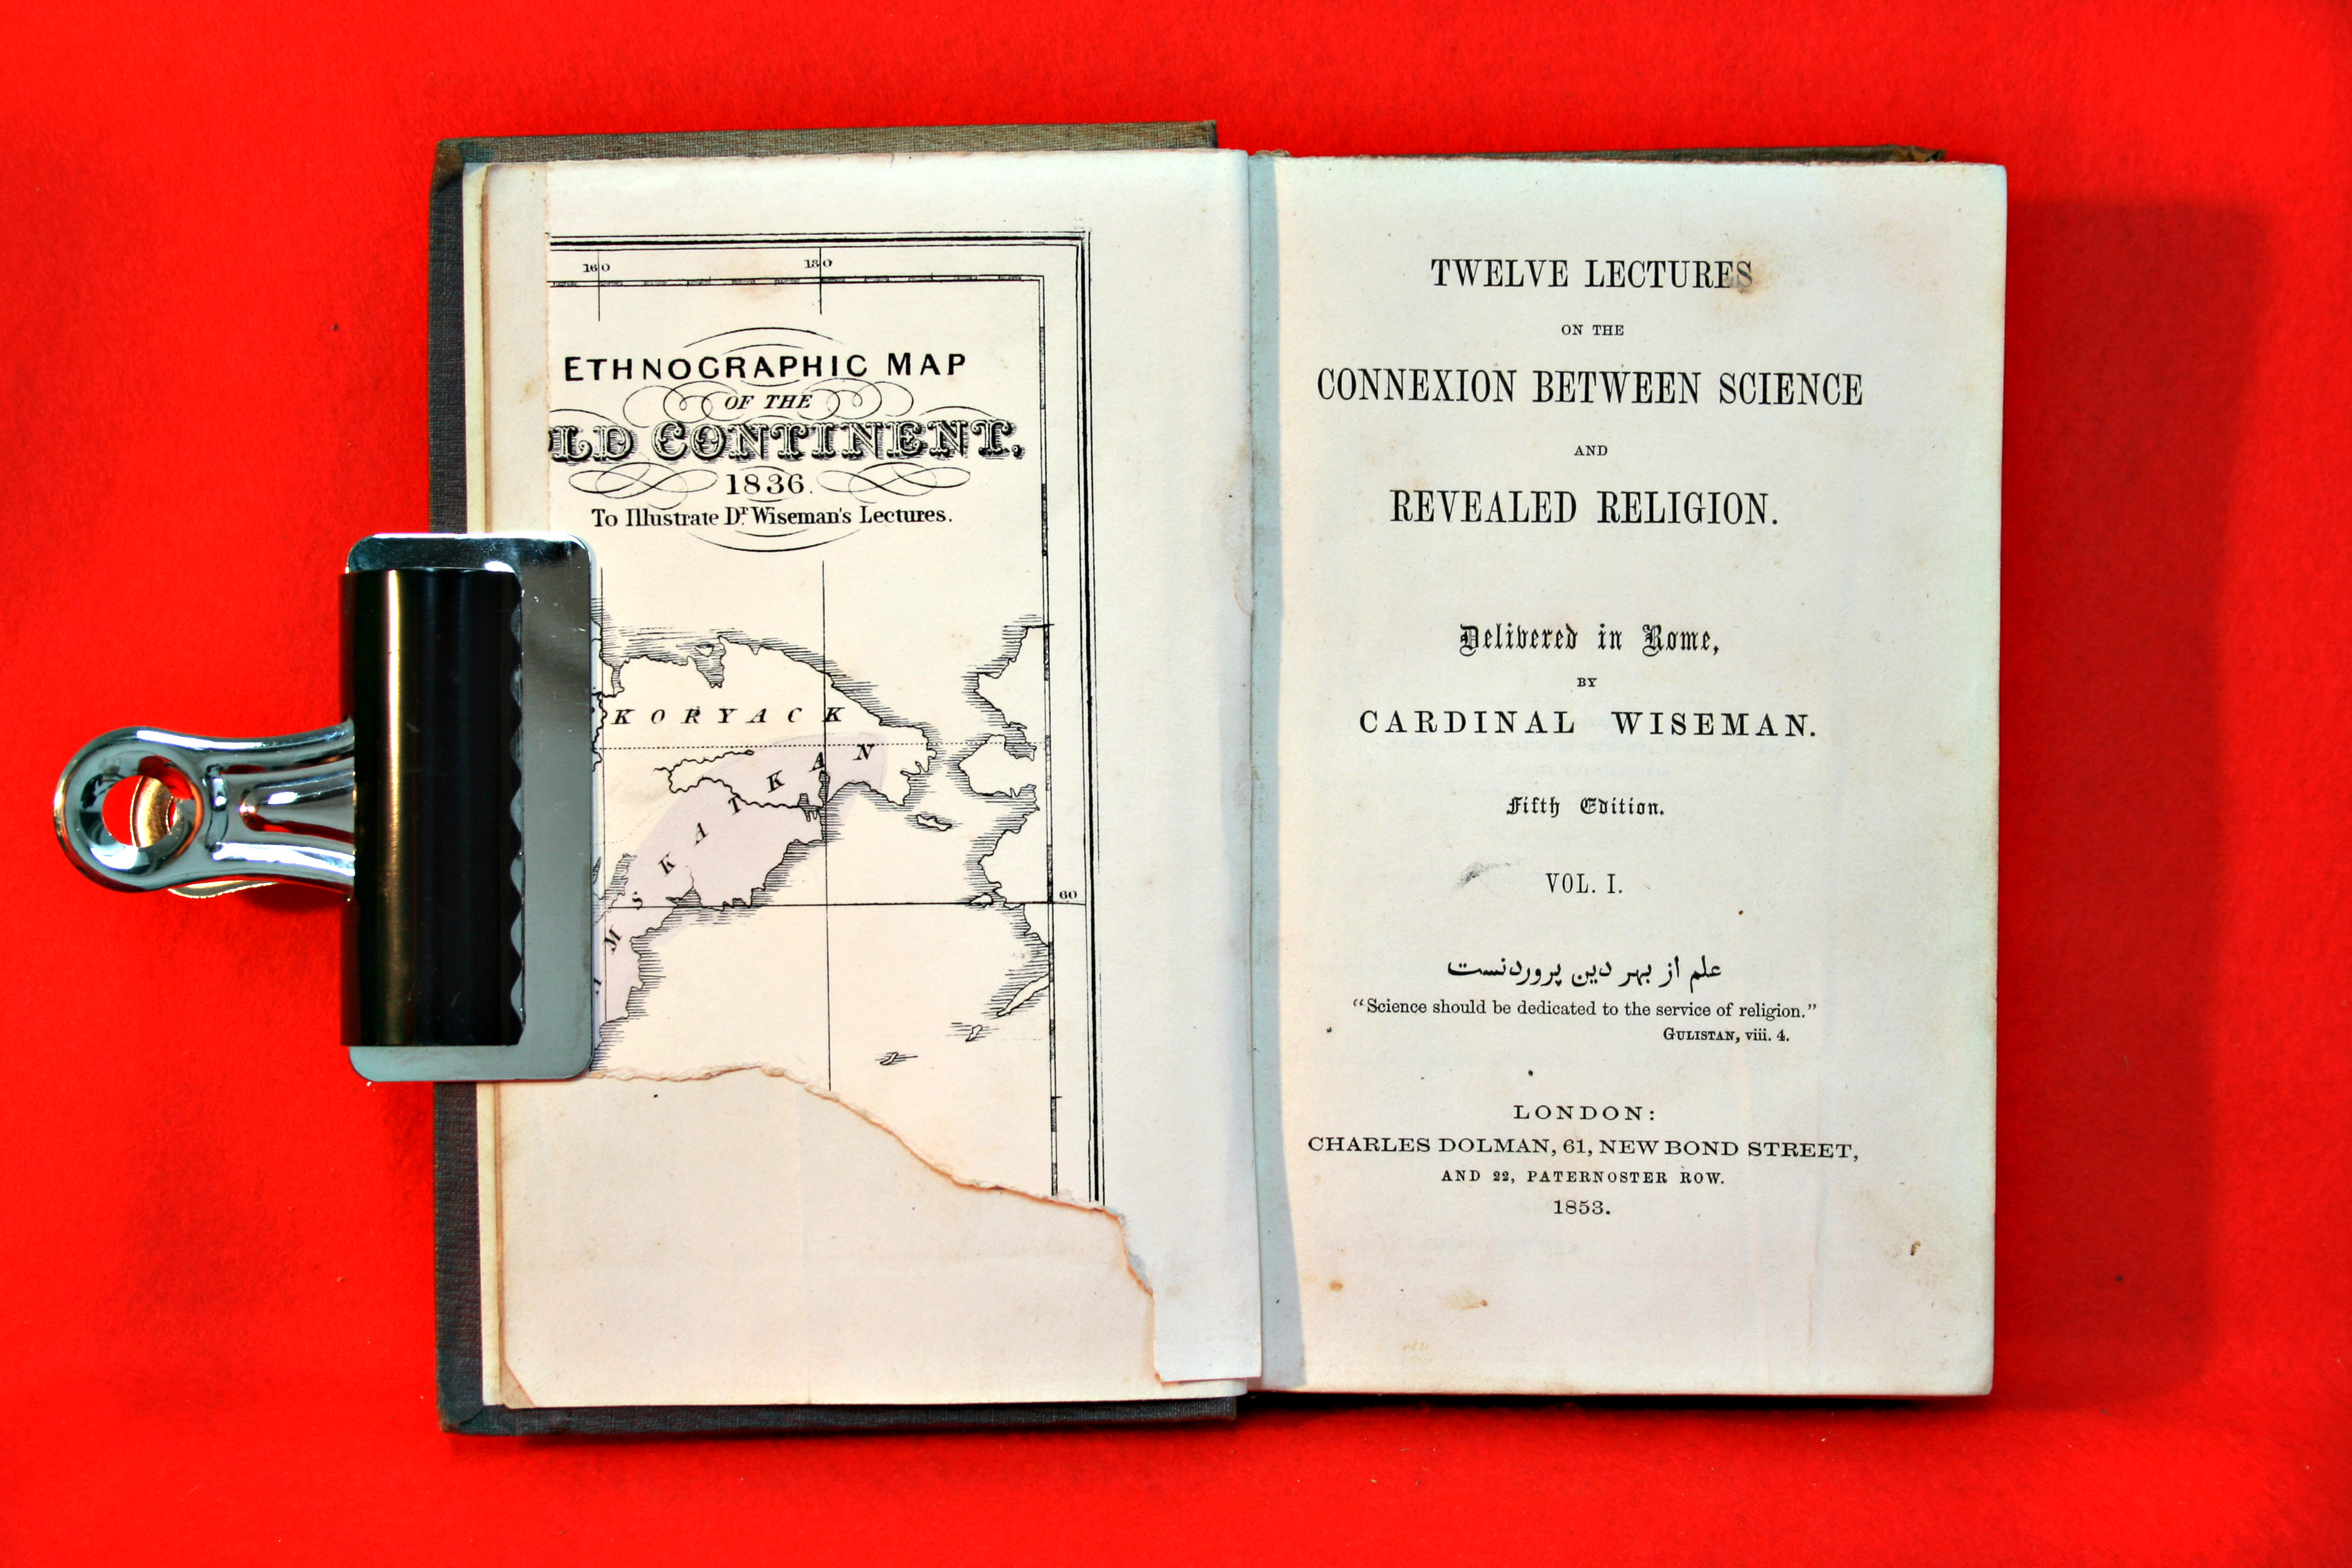 160 180
ETHNOGRAPHIC MAP
OF THE
LD CONTINENT.
1836.
To Illustrate Dr. Wiseman's Lectures.
KORYACK
MSKATKAN
60
TWELVE LECTURES
ON THE
CONNEXION BETWEEN SCIENCE
AND
REVEALED RELIGION.
Delivered in Rome,
BY
CARDINAL WISEMAN.
Fifth Edition.
VOL. I.
علم از بهر دین پروردنست
“Science should be dedicated to the service of religion.”
GULISTAN, viii. 4.
LONDON:
CHARLES DOLMAN, 61, NEW BOND STREET,
AND 22, PATERNOSTER ROW.
1853.